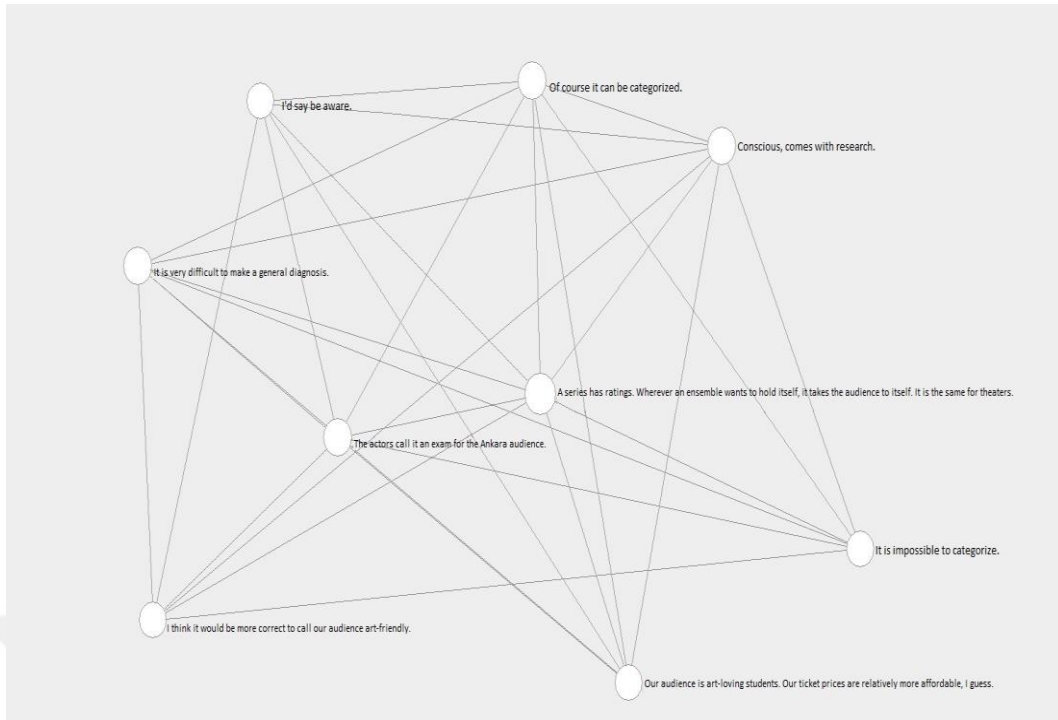 Of course it can be categorized.
I'd say be aware.
Conscious, comes with research.
It is very difficult to make a general diagnosis.
A series has ratings. Wherever an ensemble wants to hold itself, it takes the audience to itself. It is the same for theaters.
The actors call it an exam for the Ankara audience.
It is impossible to categorize.
I think it would be more correct to call our audience art-friendly.
Our audience is art-loving students. Our ticket prices are relatively more affordable, I guess.